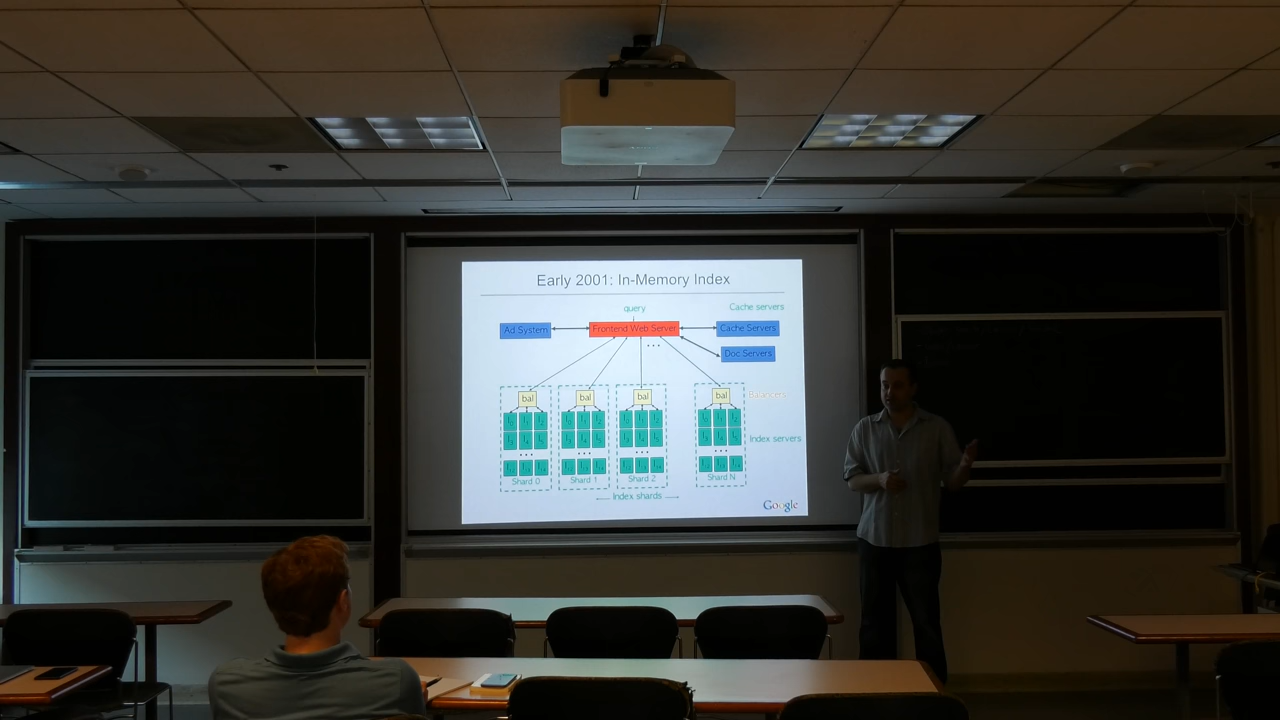 Early 2001: In-Memory Index
query
Cache servers
Ad System
Frontend Web Server
Cache Servers
...
Doc Servers
bal bal bal bal
Balancers
Index servers
... ... ... ...
Shard 0 Shard 1 Shard 2 Shard N
Index shards
Google